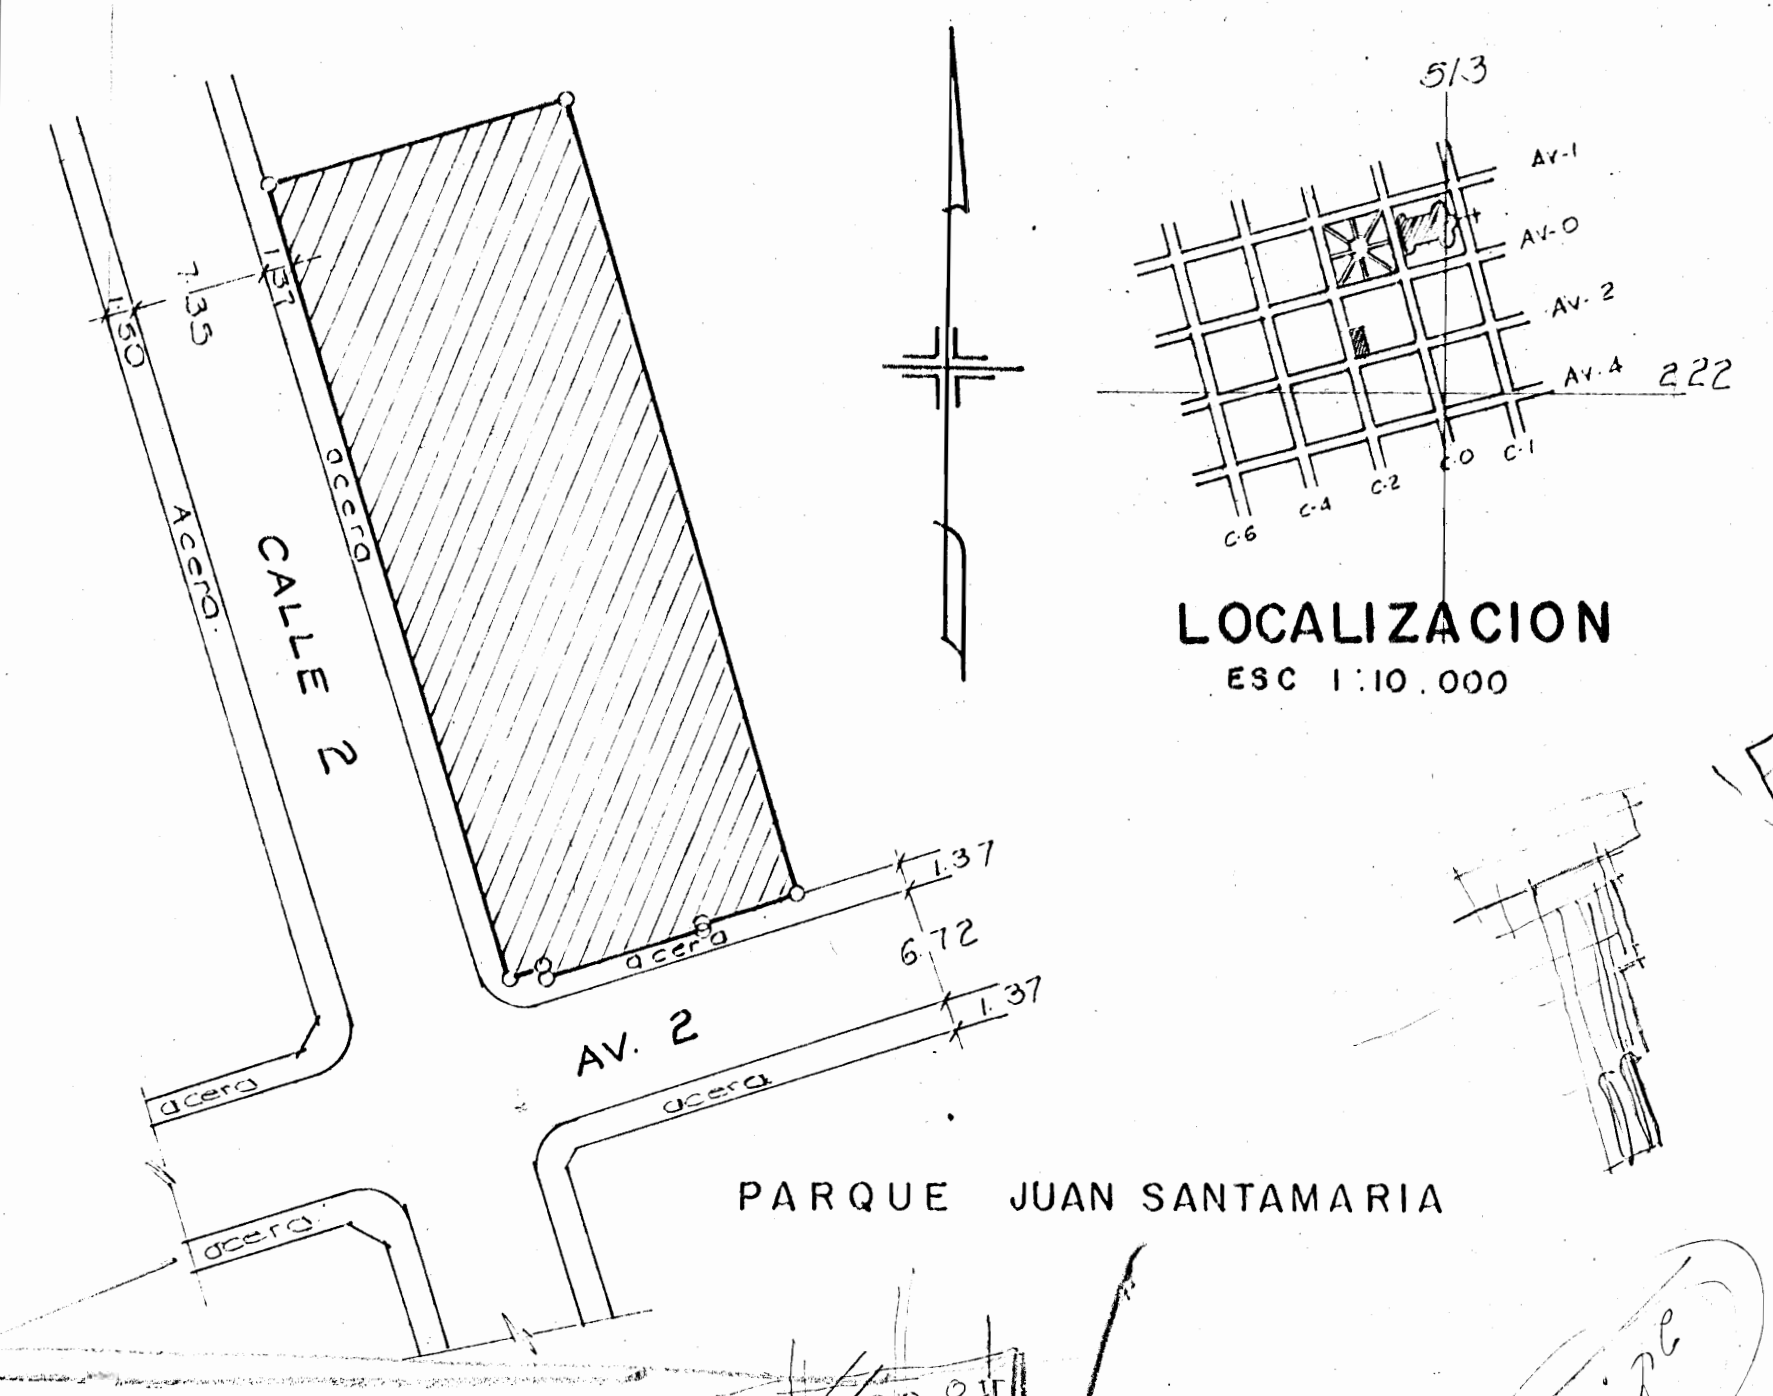 513
Av-1
Av-0
Av. 2
Av. 4
222
C-0
C-1
C-2
C-4
C-6
LOCALIZACION
ESC 1:10.000
1.50
7.35
1.37
acera
Acera.
CALLE 2
1.37
6.72
1.37
acera
AV. 2
acera
acera
acera
PARQUE JUAN SANTAMARIA